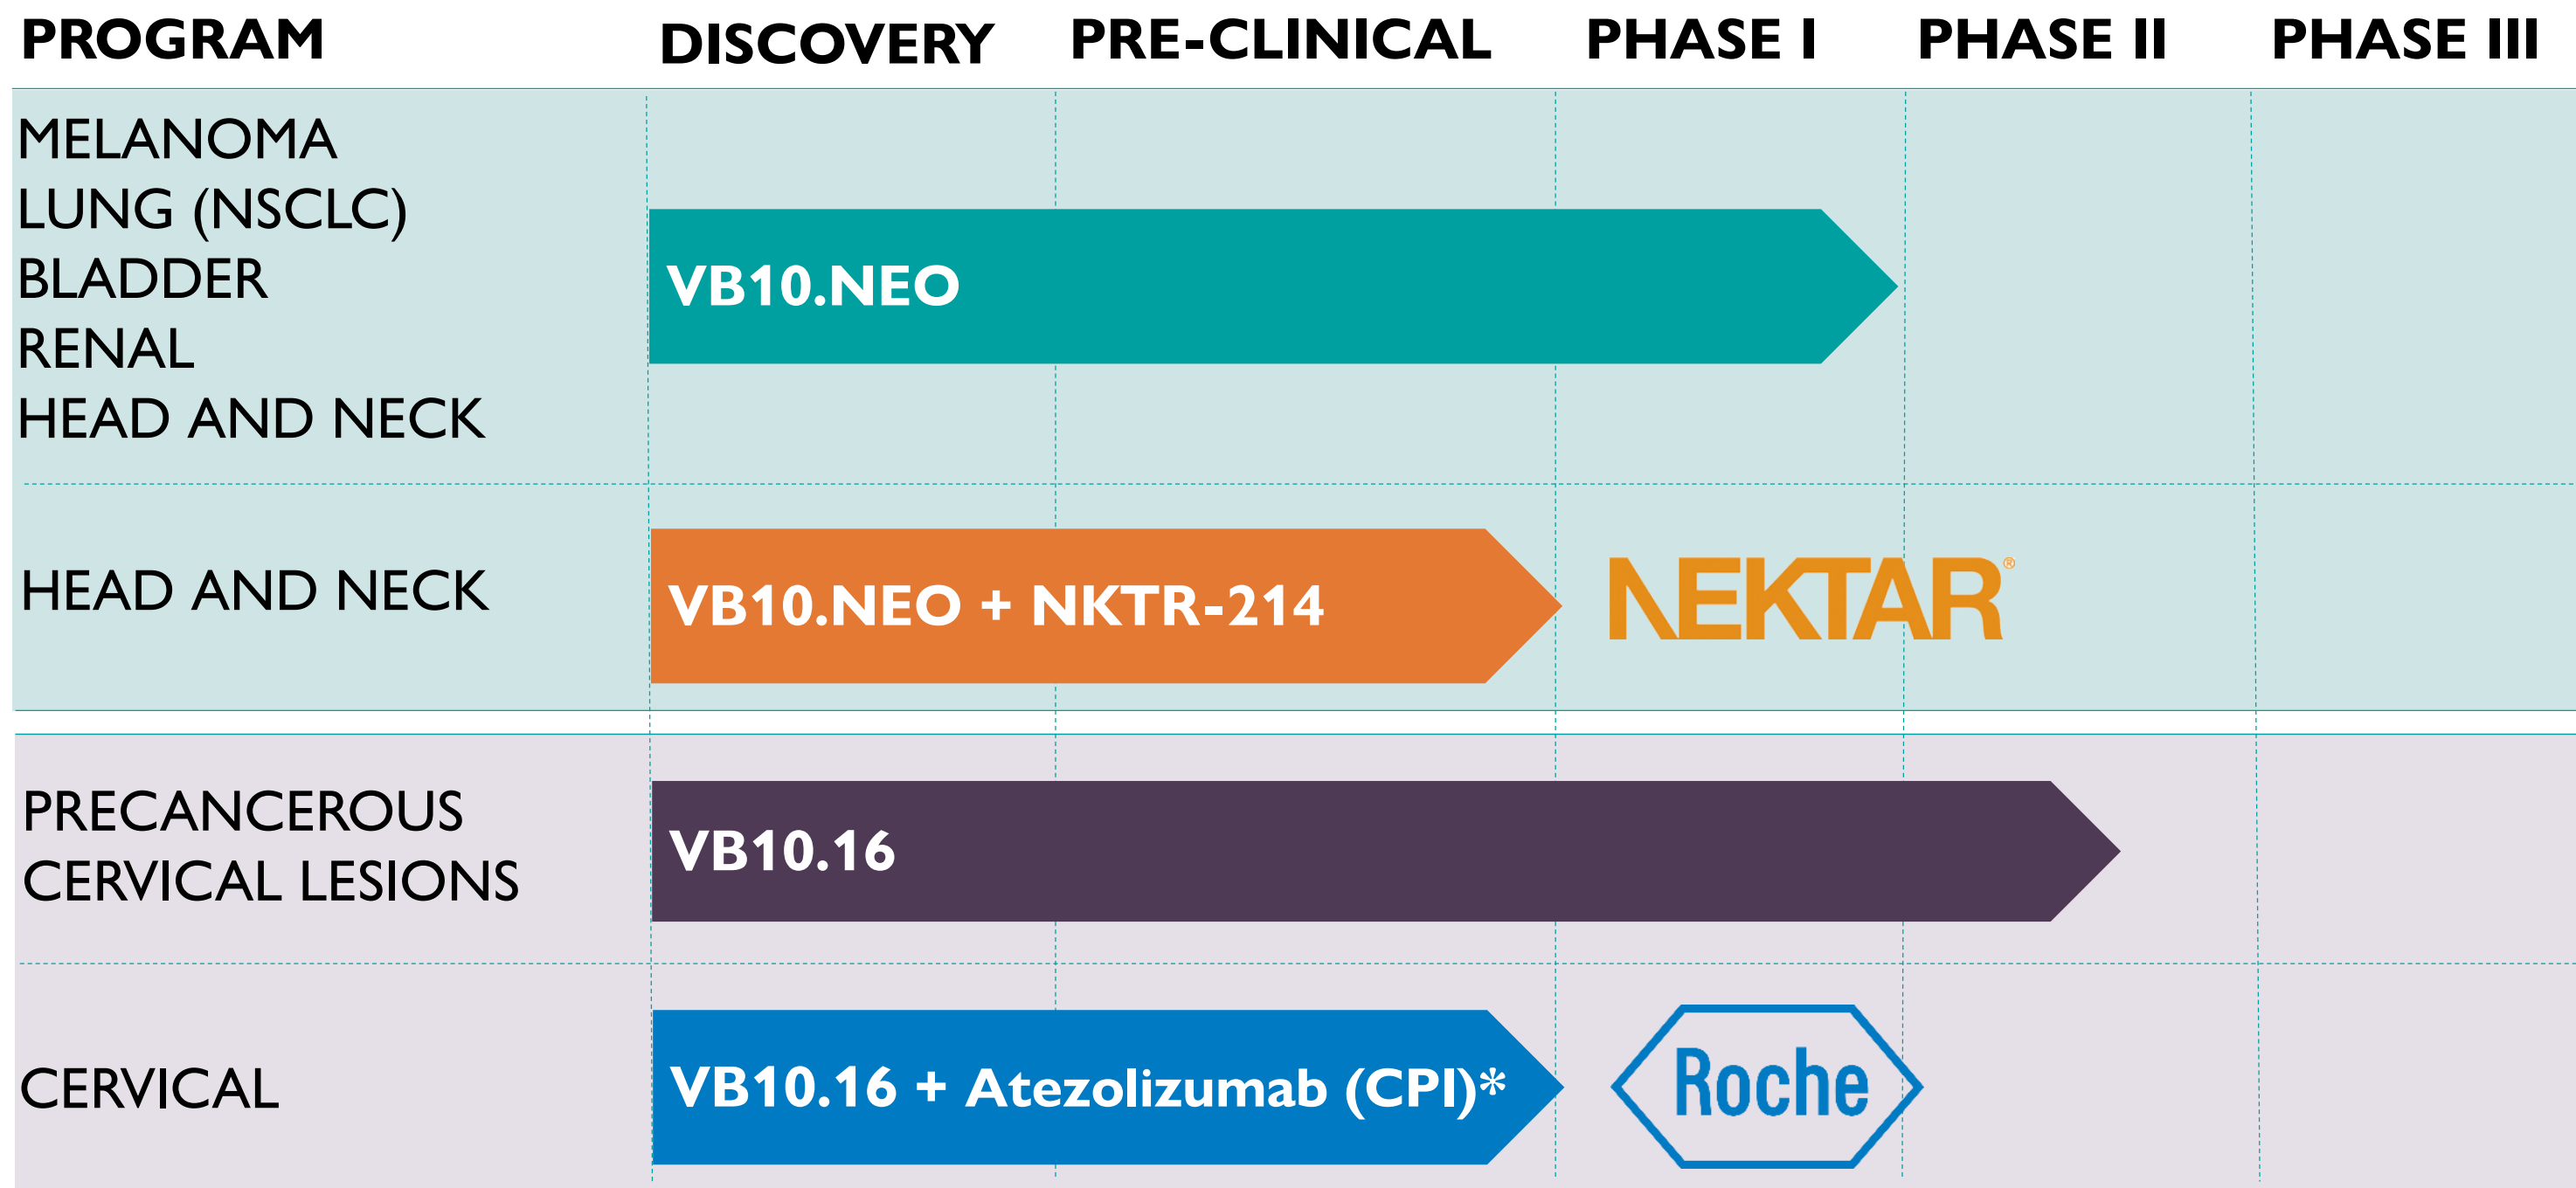 PROGRAM DISCOVERY PRE-CLINICAL PHASE I PHASE II PHASE III
MELANOMA
LUNG (NSCLC)
BLADDER
RENAL
HEAD AND NECK
VB10.NEO
HEAD AND NECK
VB10.NEO + NKTR-214
NEKTAR®
PRECANCEROUS
CERVICAL LESIONS
VB10.16
CERVICAL
VB10.16 + Atezolizumab (CPI)*
Roche